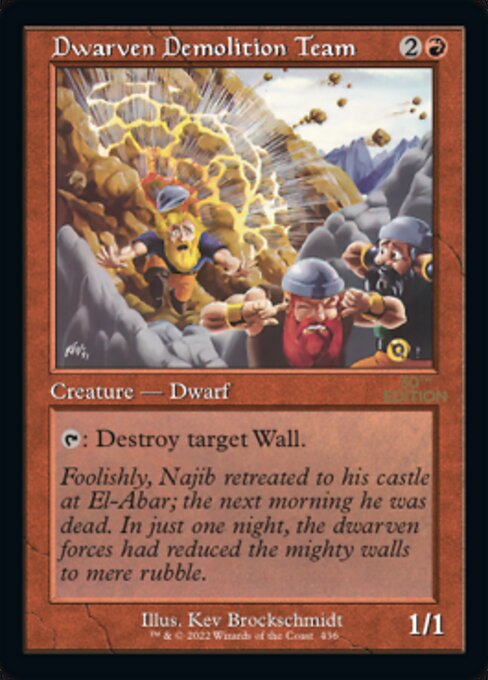 Dwarven Demolition Team 2
30TH
EDITION
Creature — Dwarf
: Destroy target Wall.
Foolishly, Najib retreated to his castle
at El-Abar; the next morning he was
dead. In just one night, the dwarven
forces had reduced the mighty walls
to mere rubble.
Illus. Kev Brockschmidt
™ & © 2022 Wizards of the Coast 436
1/1